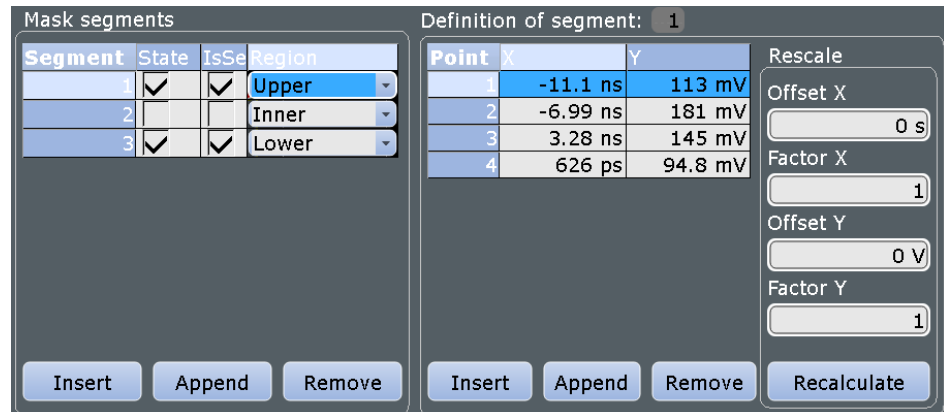 Mask segments
Segment State IsSe Region
1 Upper
2 Inner
3 Lower
Insert Append Remove
Definition of segment: 1
Point X Y
1 -11.1 ns 113 mV
2 -6.99 ns 181 mV
3 3.28 ns 145 mV
4 626 ps 94.8 mV
Insert Append Remove
Rescale
Offset X
0 s
Factor X
1
Offset Y
0 V
Factor Y
1
Recalculate